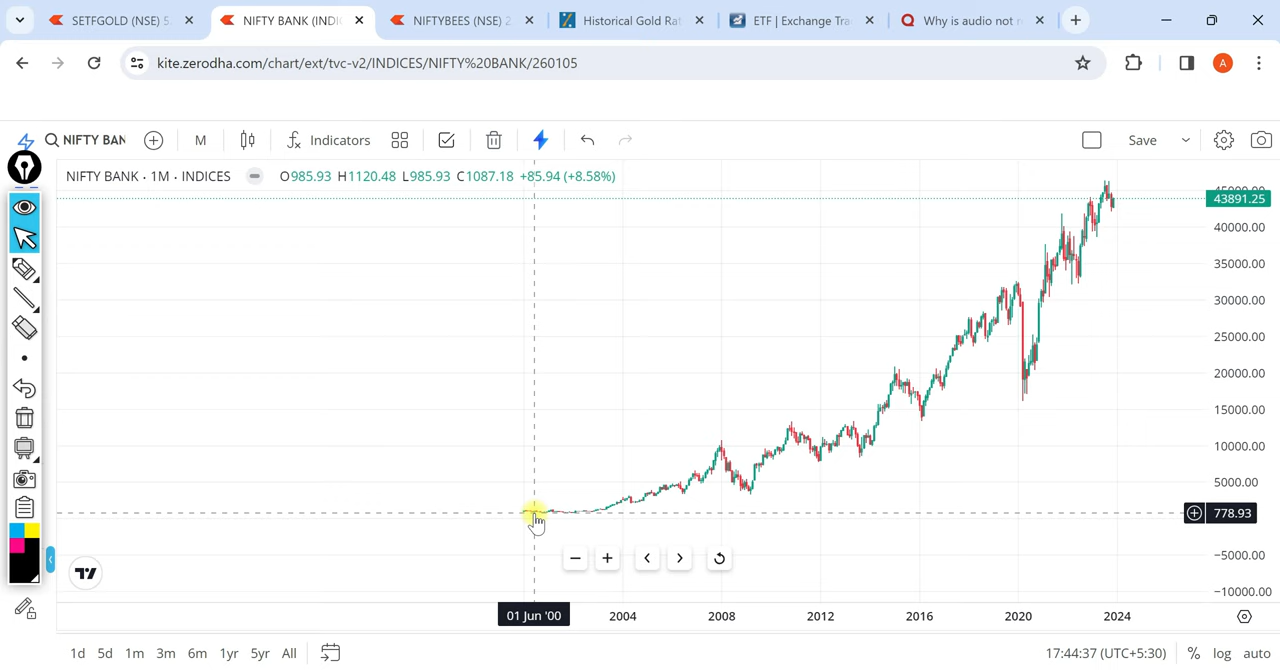 SETFGOLD (NSE) 5
NIFTY BANK (INDI
NIFTYBEES (NSE) 2
Historical Gold Rat
ETF | Exchange Tra
Why is audio not
kite.zerodha.com/chart/ext/tvc-v2/INDICES/NIFTY%20BANK/260105
A
NIFTY BAN
M
Indicators
Save
NIFTY BANK · 1M · INDICES
O985.93 H1120.48 L985.93 C1087.18 +85.94 (+8.58%)
45000.00
43891.25
40000.00
35000.00
30000.00
25000.00
20000.00
15000.00
10000.00
5000.00
778.93
−5000.00
−10000.00
01 Jun '00
2004
2008
2012
2016
2020
2024
1d 5d 1m 3m 6m 1yr 5yr All
17:44:37 (UTC+5:30)
% log auto